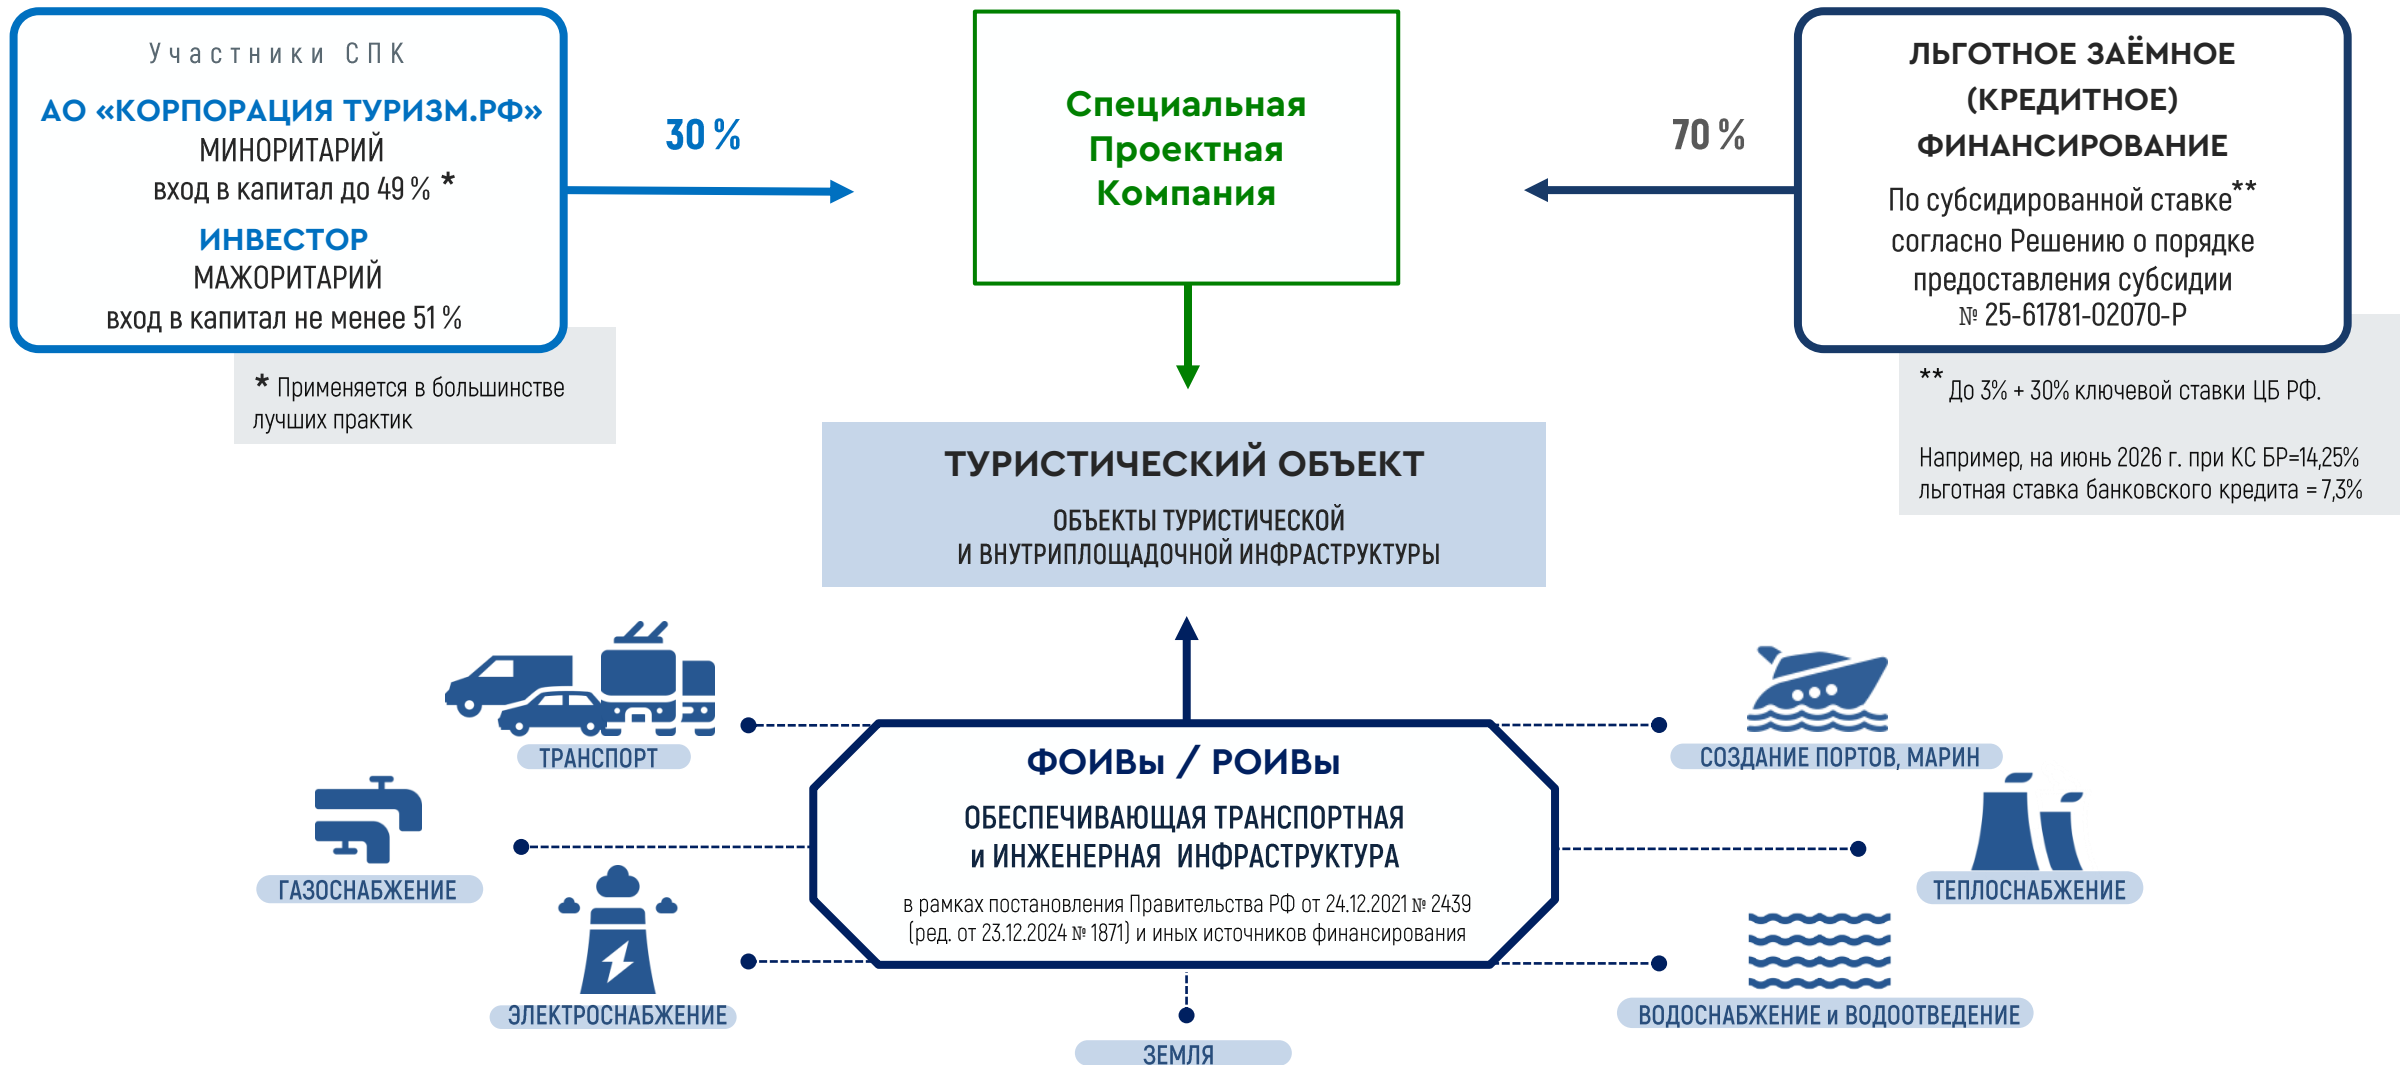 Участники СПК
АО «КОРПОРАЦИЯ ТУРИЗМ.РФ»
МИНОРИТАРИЙ
вход в капитал до 49 % *
ИНВЕСТОР
МАЖОРИТАРИЙ
вход в капитал не менее 51 %
* Применяется в большинстве
лучших практик
30 %
Специальная
Проектная
Компания
70 %
ЛЬГОТНОЕ ЗАЁМНОЕ
(КРЕДИТНОЕ)
ФИНАНСИРОВАНИЕ
По субсидированной ставке**
согласно Решению о порядке
предоставления субсидии
№ 25-61781-02070-Р
** До 3% + 30% ключевой ставки ЦБ РФ.
Например, на июнь 2026 г. при КС БР=14,25%
льготная ставка банковского кредита = 7,3%
ТУРИСТИЧЕСКИЙ ОБЪЕКТ
ОБЪЕКТЫ ТУРИСТИЧЕСКОЙ
И ВНУТРИПЛОЩАДОЧНОЙ ИНФРАСТРУКТУРЫ
ФОИВы / РОИВы
ОБЕСПЕЧИВАЮЩАЯ ТРАНСПОРТНАЯ
и ИНЖЕНЕРНАЯ ИНФРАСТРУКТУРА
в рамках постановления Правительства РФ от 24.12.2021 № 2439
(ред. от 23.12.2024 № 1871) и иных источников финансирования
ТРАНСПОРТ
ГАЗОСНАБЖЕНИЕ
ЭЛЕКТРОСНАБЖЕНИЕ
ЗЕМЛЯ
СОЗДАНИЕ ПОРТОВ, МАРИН
ТЕПЛОСНАБЖЕНИЕ
ВОДОСНАБЖЕНИЕ и ВОДООТВЕДЕНИЕ